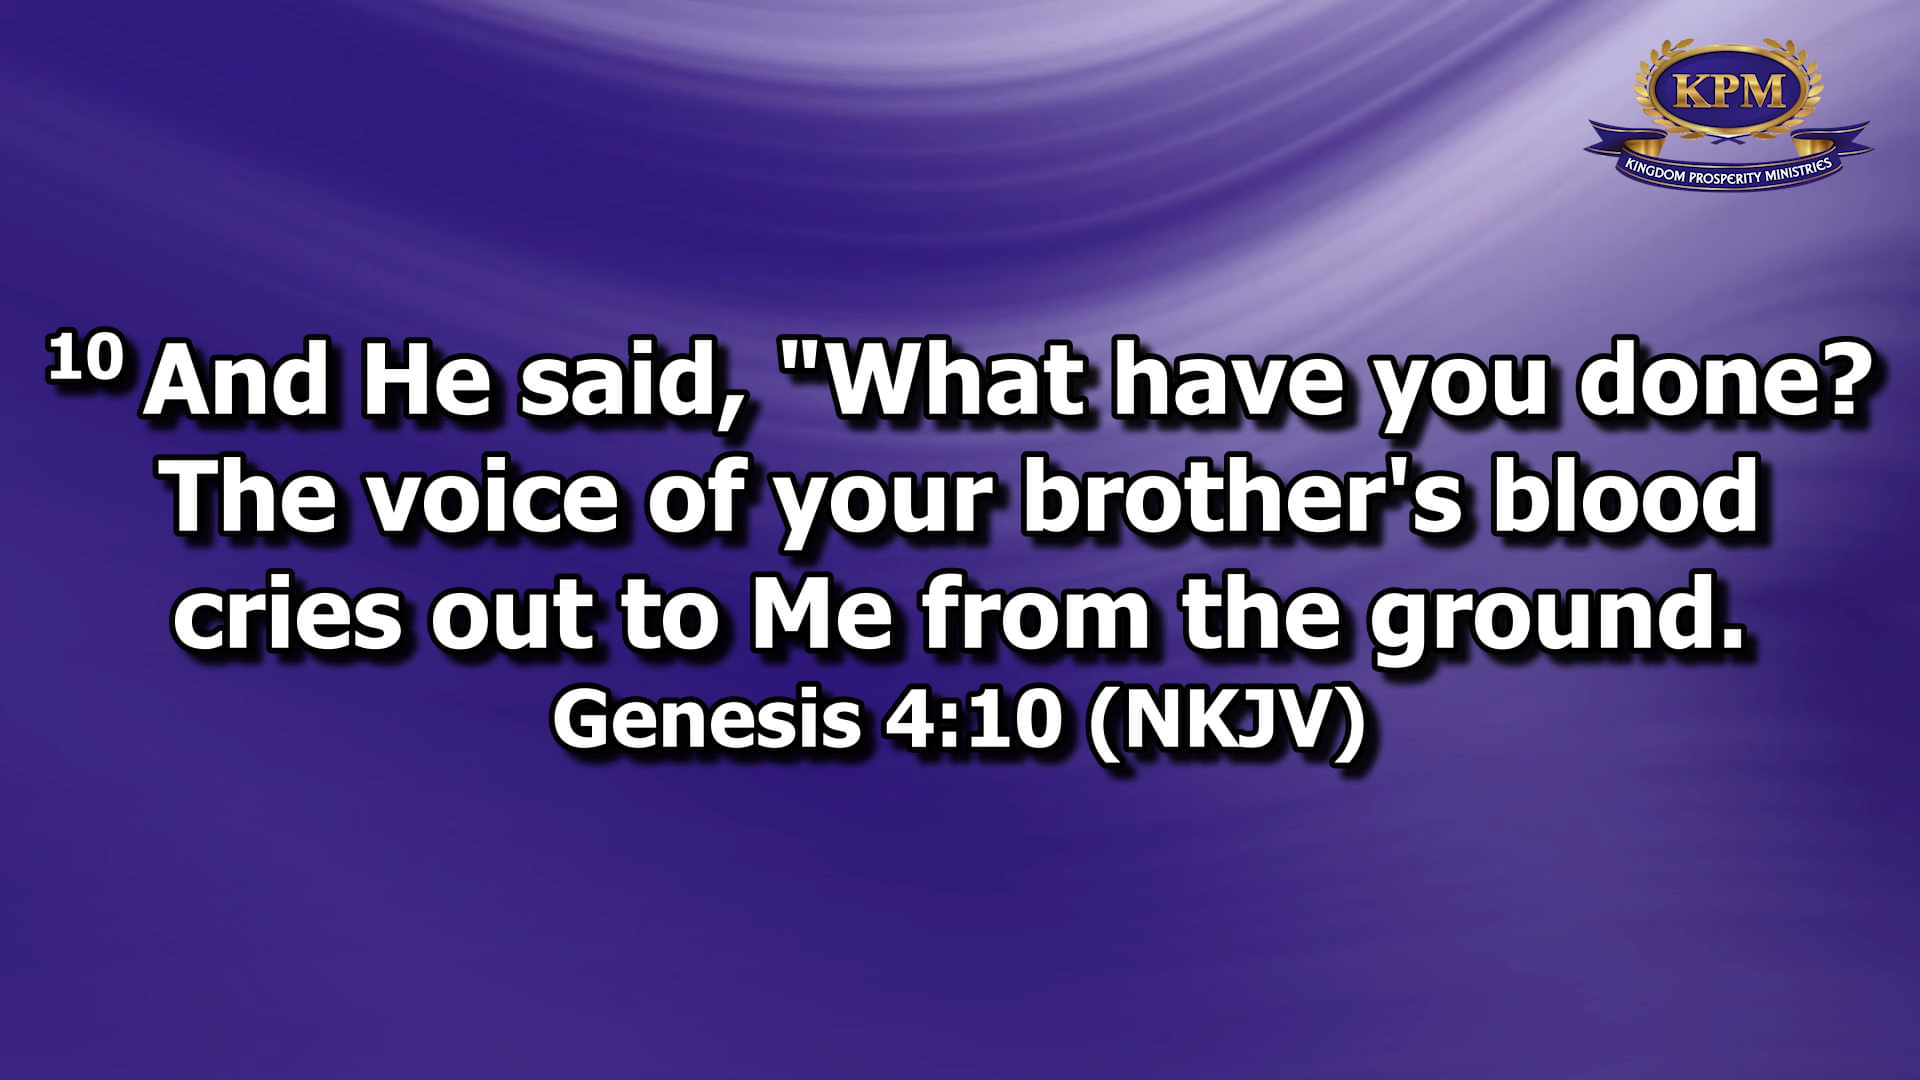 KPM
KINGDOM PROSPERITY MINISTRIES
10 And He said, "What have you done?
The voice of your brother's blood
cries out to Me from the ground.
Genesis 4:10 (NKJV)